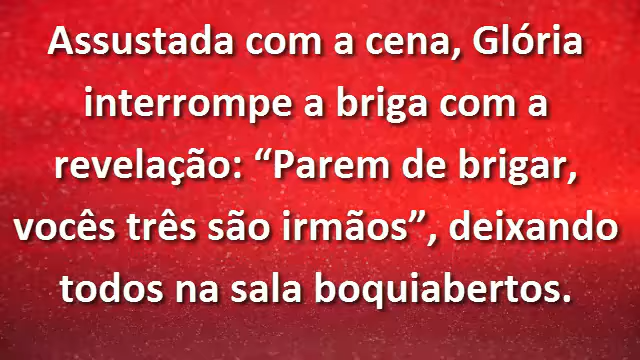 Assustada com a cena, Glória
interrompe a briga com a
revelação: “Parem de brigar,
vocês três são irmãos”, deixando
todos na sala boquiabertos.